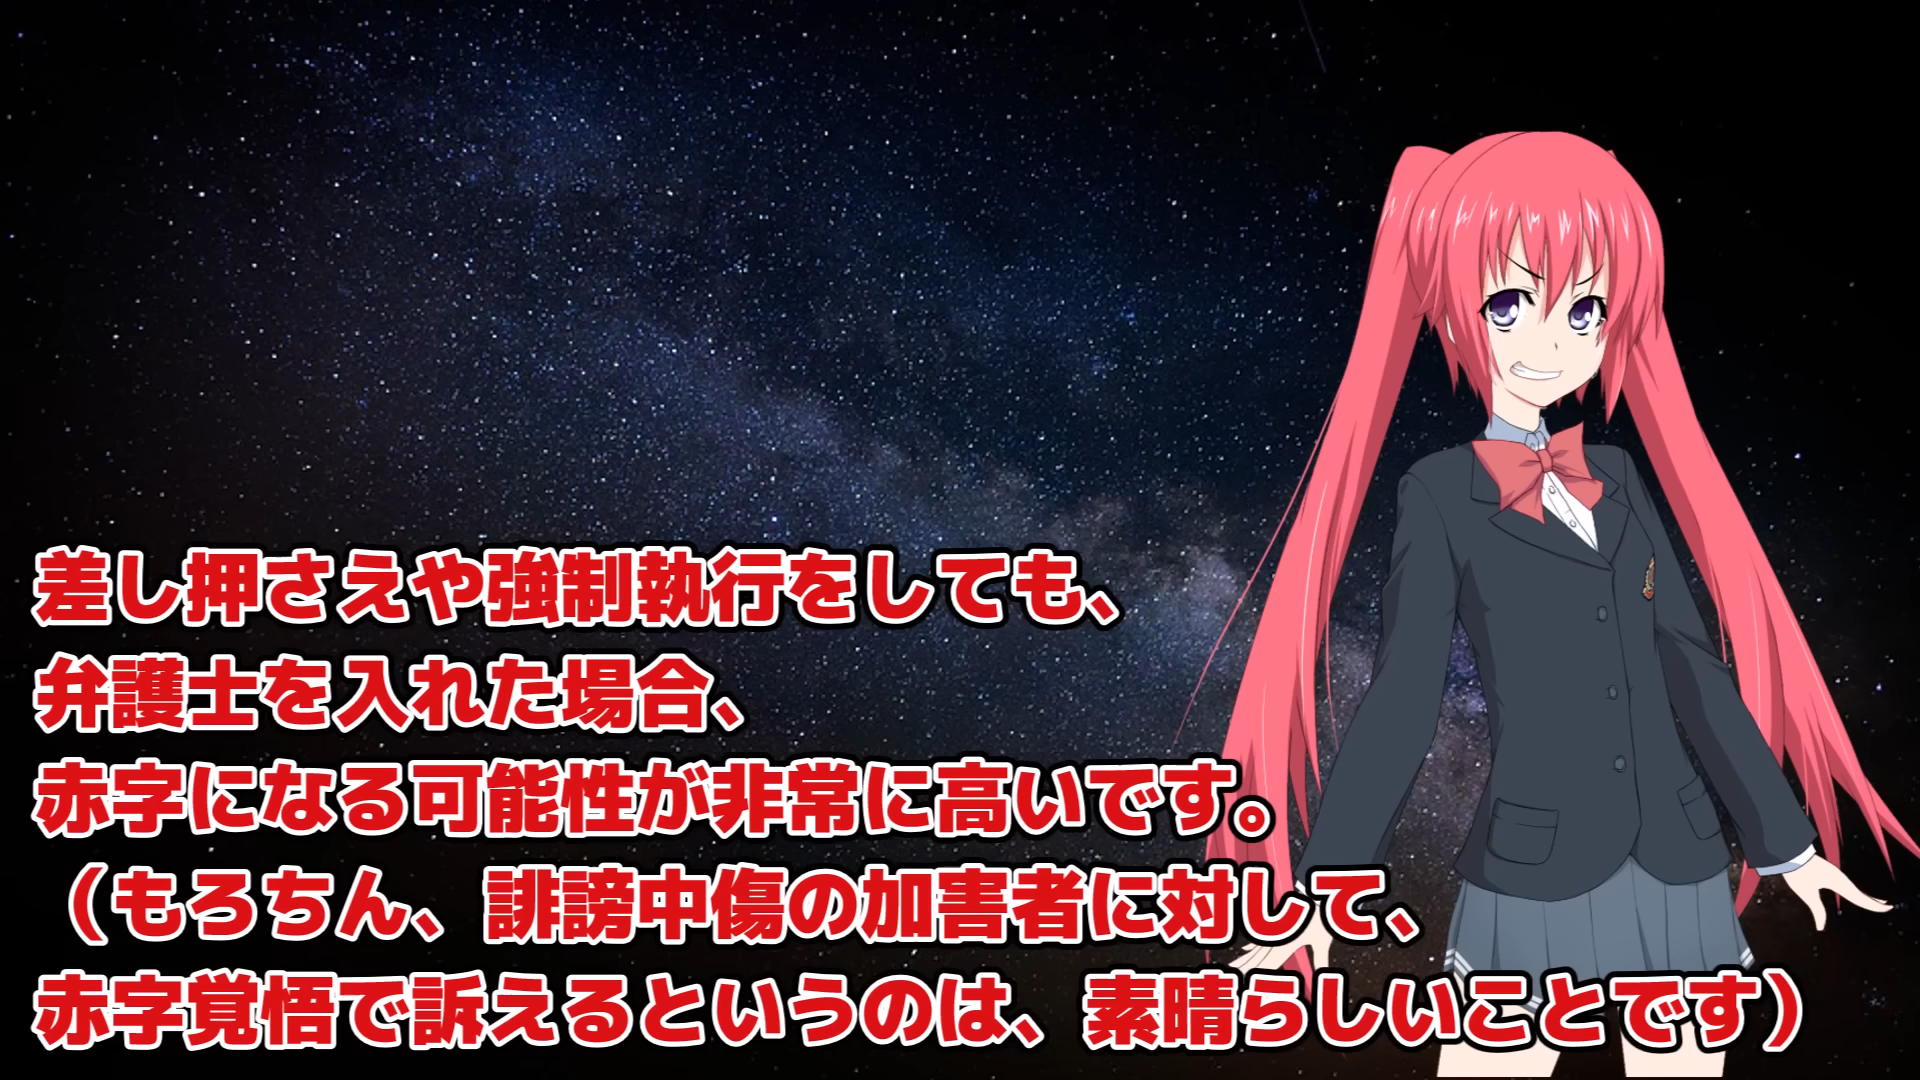 差し押さえや強制執行をしても、
弁護士を入れた場合、
赤字になる可能性が非常に高いです。
（もろちん、誹謗中傷の加害者に対して、
赤字覚悟で訴えるというのは、素晴らしいことです）